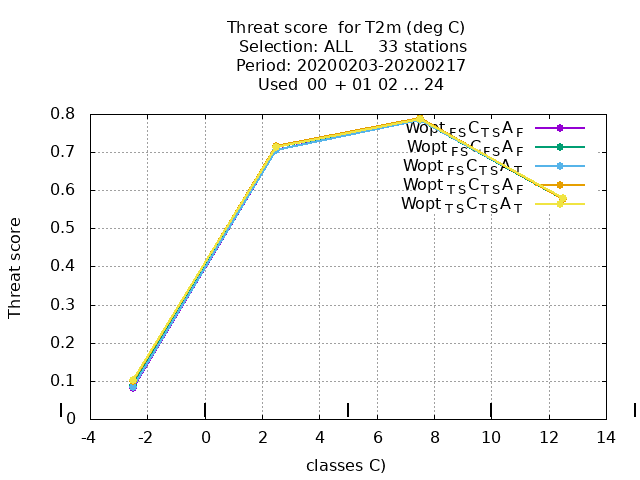 Threat score  for T2m (deg C)
Selection: ALL     33 stations
Period: 20200203-20200217
Used  00  + 01 02 ... 24
Threat score
0.8
0.7
0.6
0.5
0.4
0.3
0.2
0.1
0
Wopt_FS C_TS A_F
Wopt_FS C_FS A_F
Wopt_FS C_TS A_T
Wopt_TS C_TS A_F
Wopt_TS C_TS A_T
-4 -2 0 2 4 6 8 10 12 14
classes C)